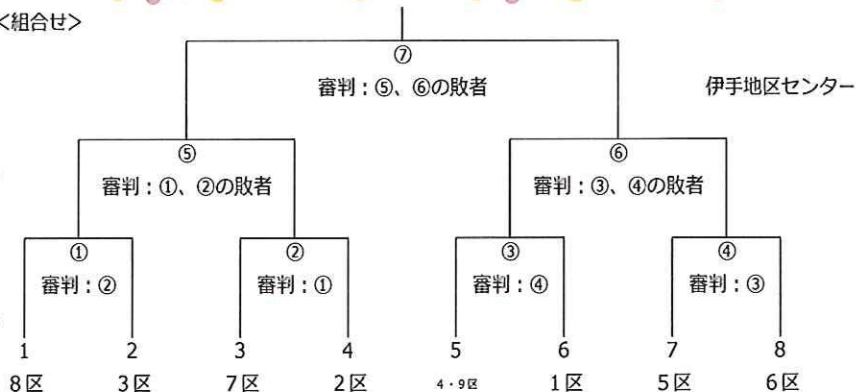 <組合せ>
⑦
審判：⑤、⑥の敗者
伊手地区センター
⑤
⑥
審判：①、②の敗者
審判：③、④の敗者
①
②
③
④
審判：②
審判：①
審判：④
審判：③
1 2 3 4 5 6 7 8
8区 3区 7区 2区 4・9区 1区 5区 6区